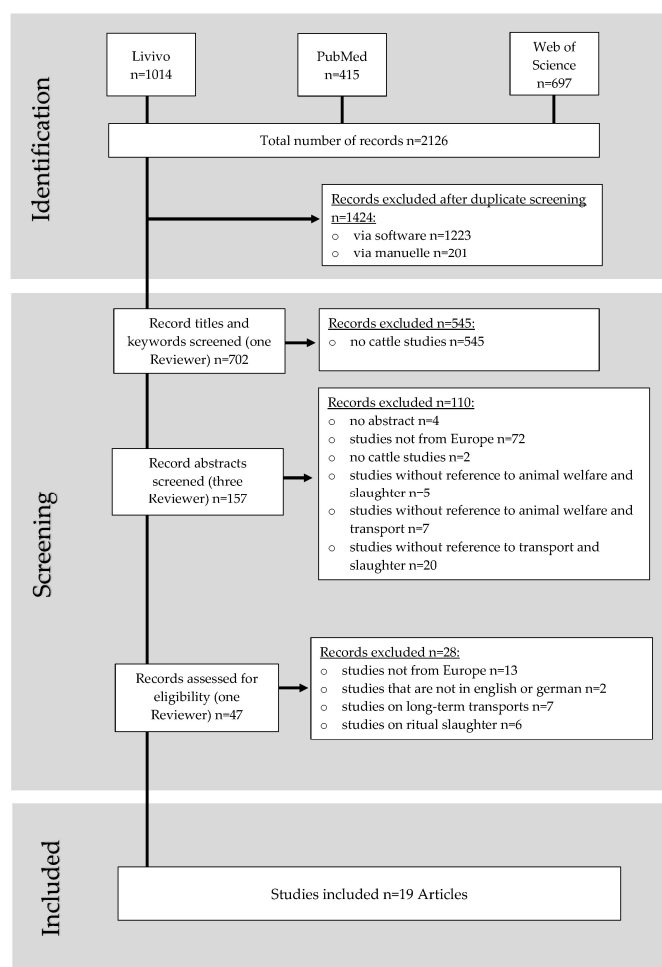 Identification
Livivo
n=1014
PubMed
n=415
Web of
Science
n=697
Total number of records n=2126
Records excluded after duplicate screening
n=1424:
o via software n=1223
o via manuelle n=201
Screening
Record titles and
keywords screened (one
Reviewer) n=702
Records excluded n=545:
o no cattle studies n=545
Record abstracts
screened (three
Reviewer) n=157
Records excluded n=110:
o no abstract n=4
o studies not from Europe n=72
o no cattle studies n=2
o studies without reference to animal welfare and
slaughter n=5
o studies without reference to animal welfare and
transport n=7
o studies without reference to transport and
slaughter n=20
Records assessed for
eligibility (one
Reviewer) n=47
Records excluded n=28:
o studies not from Europe n=13
o studies that are not in english or german n=2
o studies on long-term transports n=7
o studies on ritual slaughter n=6
Included
Studies included n=19 Articles